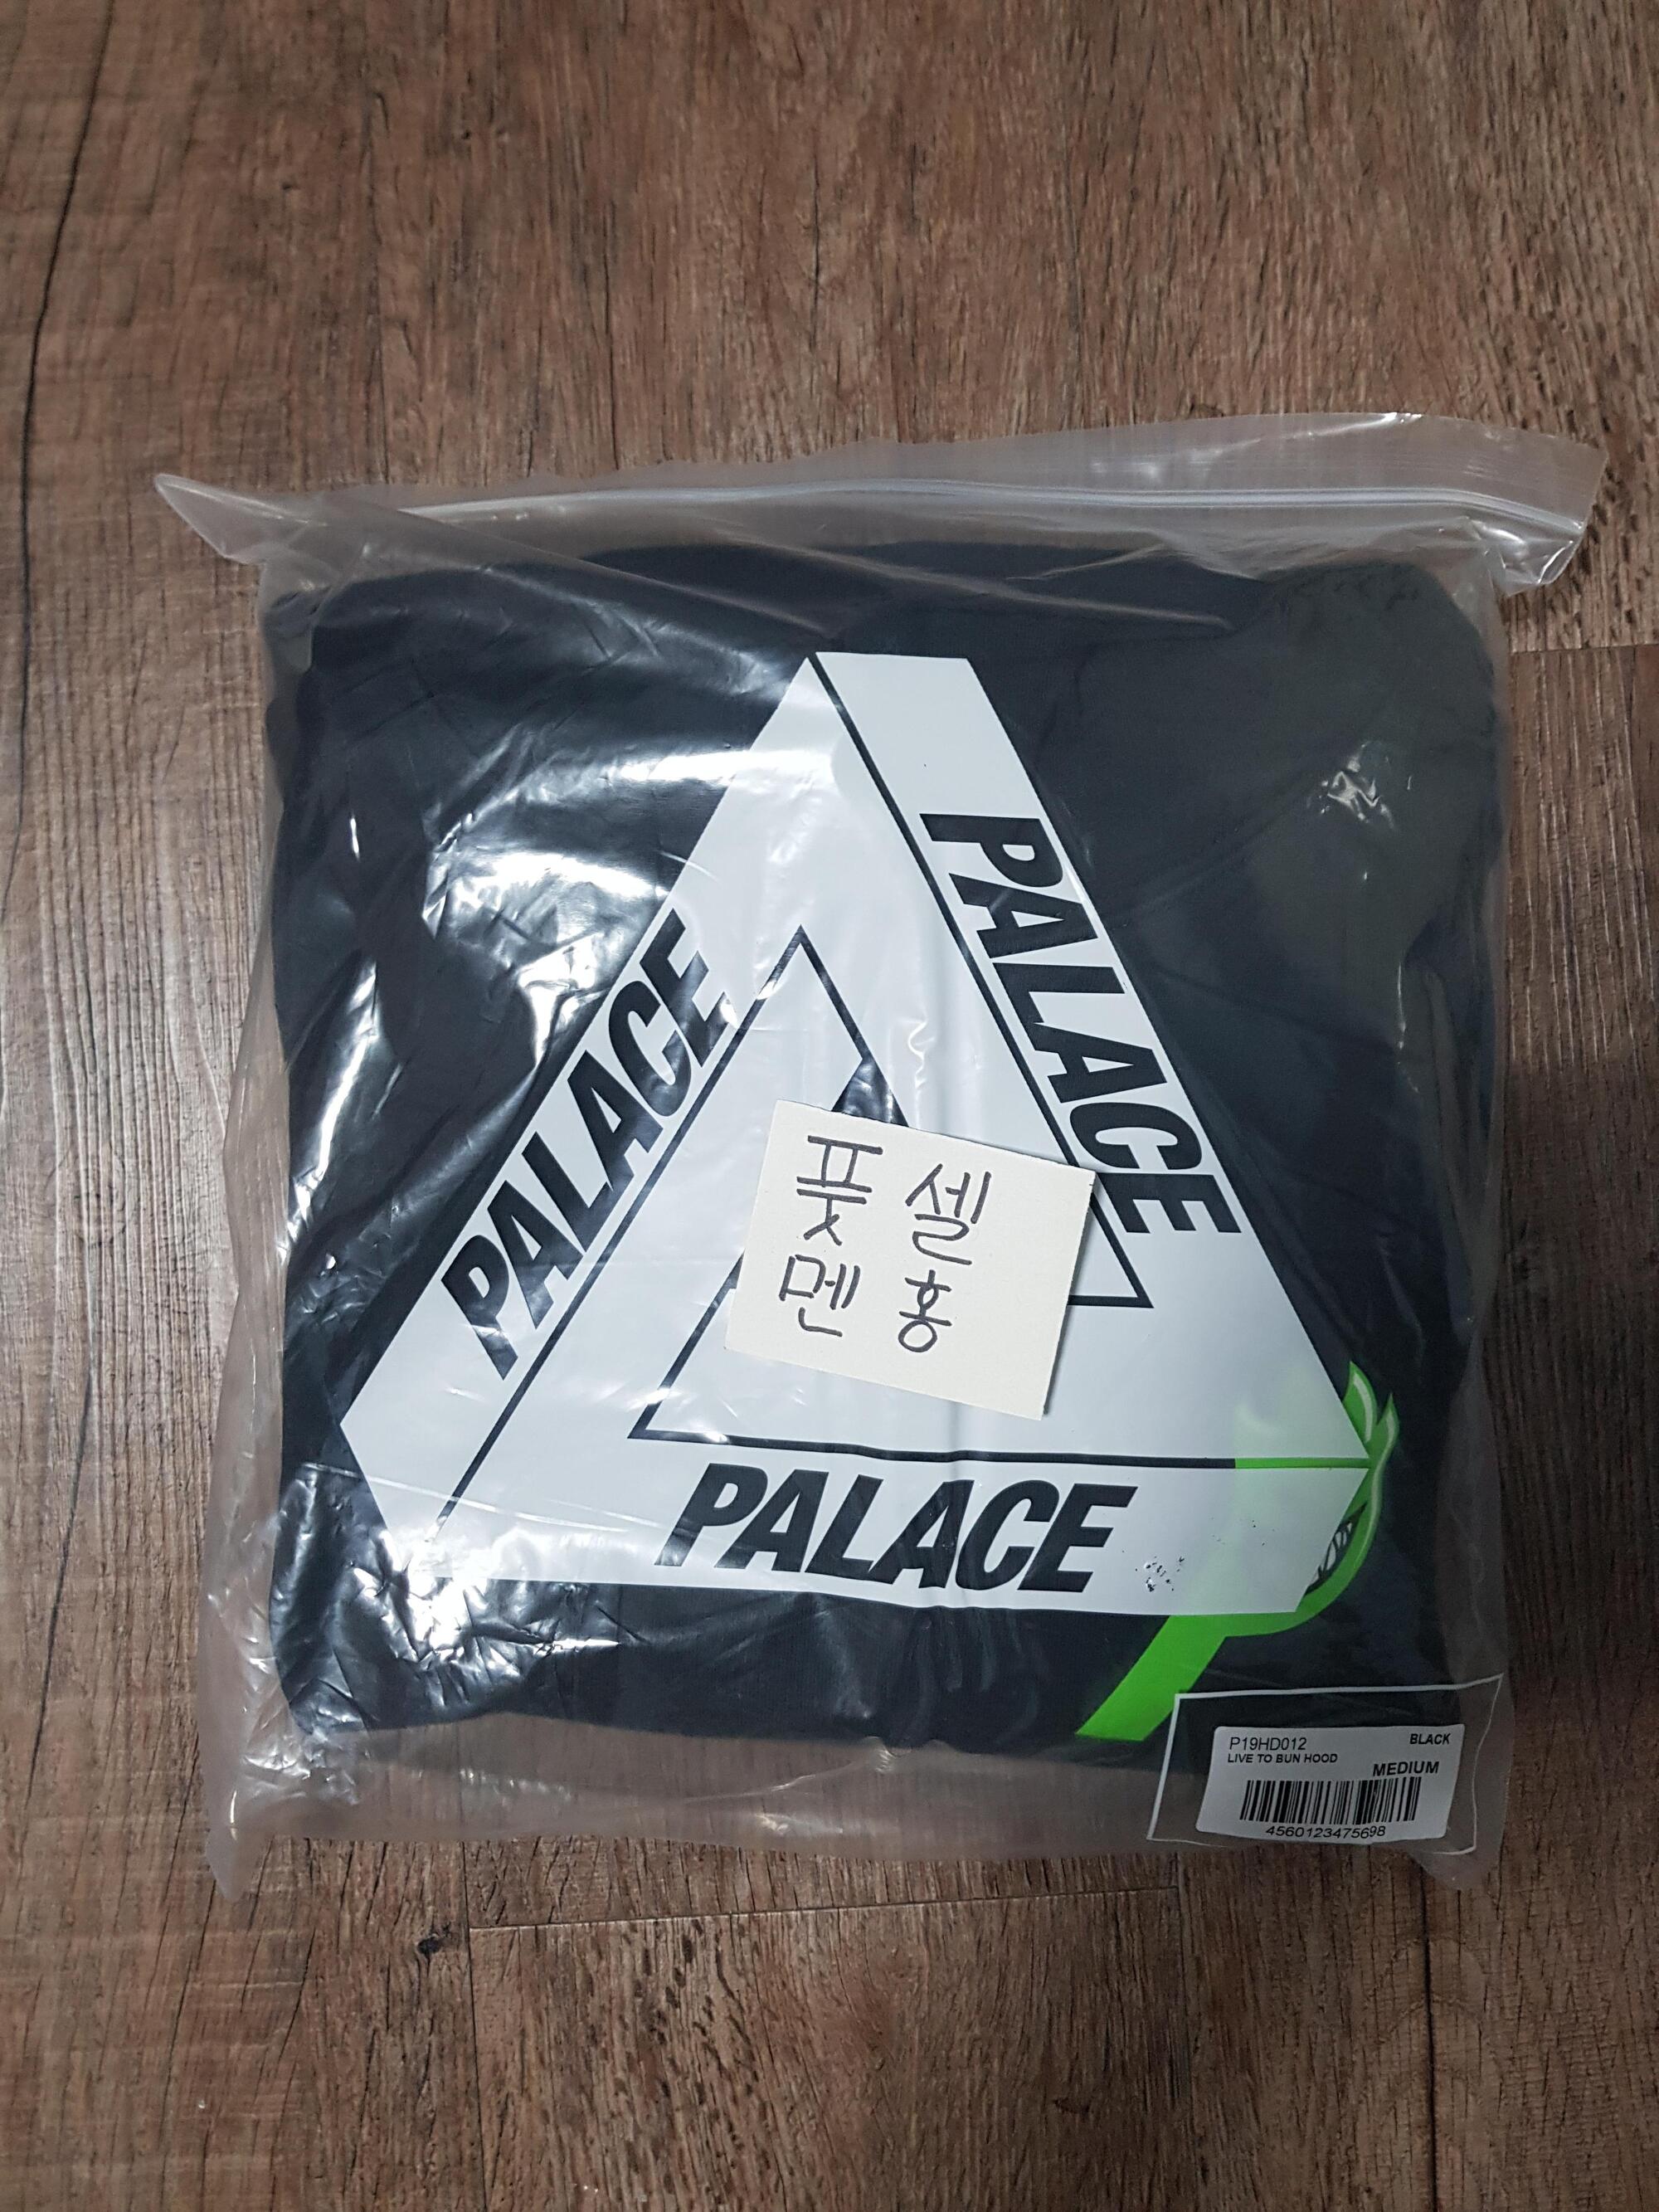 PALACE
PALACE
PALACE
풋 셀
멘 홍
P19HD012 BLACK
LIVE TO BUN HOOD
MEDIUM
4560123475698